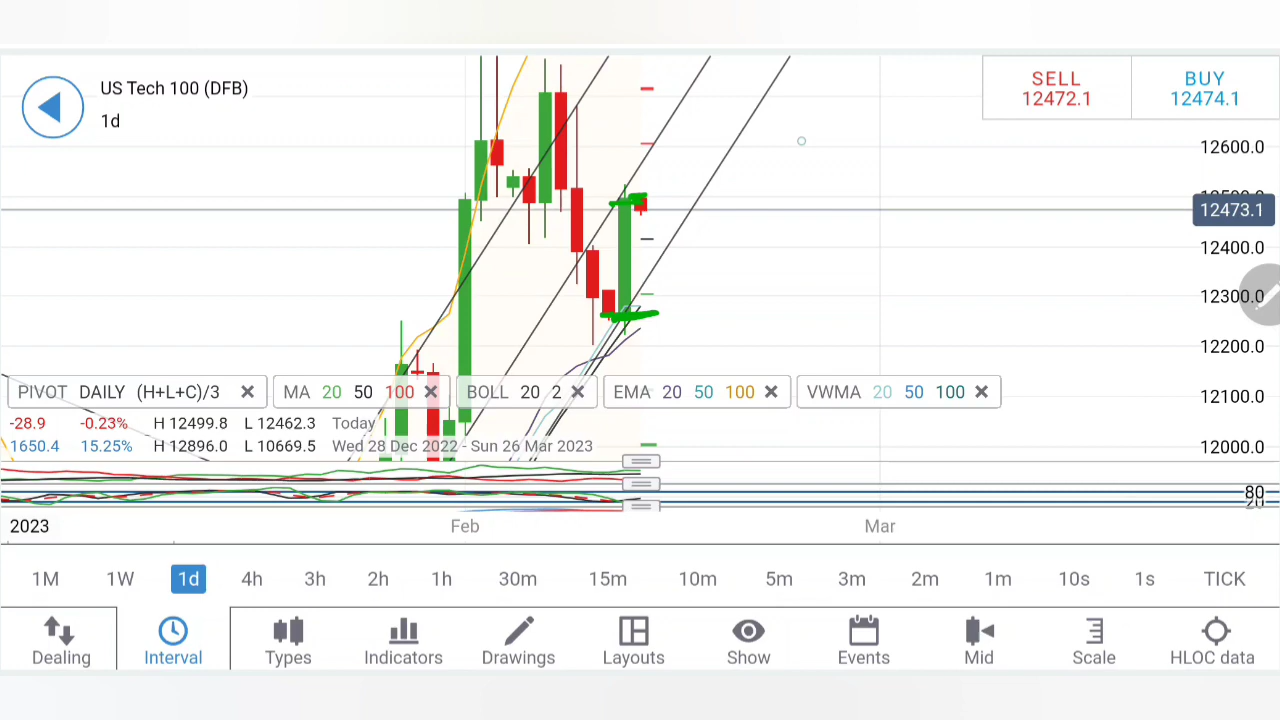 US Tech 100 (DFB)
1d
SELL
12472.1
BUY
12474.1
12600.0
12473.1
12400.0
12300.0
12200.0
12100.0
12000.0
PIVOT DAILY (H+L+C)/3
MA 20 50 100
BOLL 20 2
EMA 20 50 100
VWMA 20 50 100
-28.9 -0.23% H 12499.8 L 12462.3 Today
1650.4 15.25% H 12896.0 L 10669.5 Wed 28 Dec 2022 - Sun 26 Mar 2023
80
2023 Feb Mar
1M 1W 1d 4h 3h 2h 1h 30m 15m 10m 5m 3m 2m 1m 10s 1s TICK
Dealing Interval Types Indicators Drawings Layouts Show Events Mid Scale HLOC data